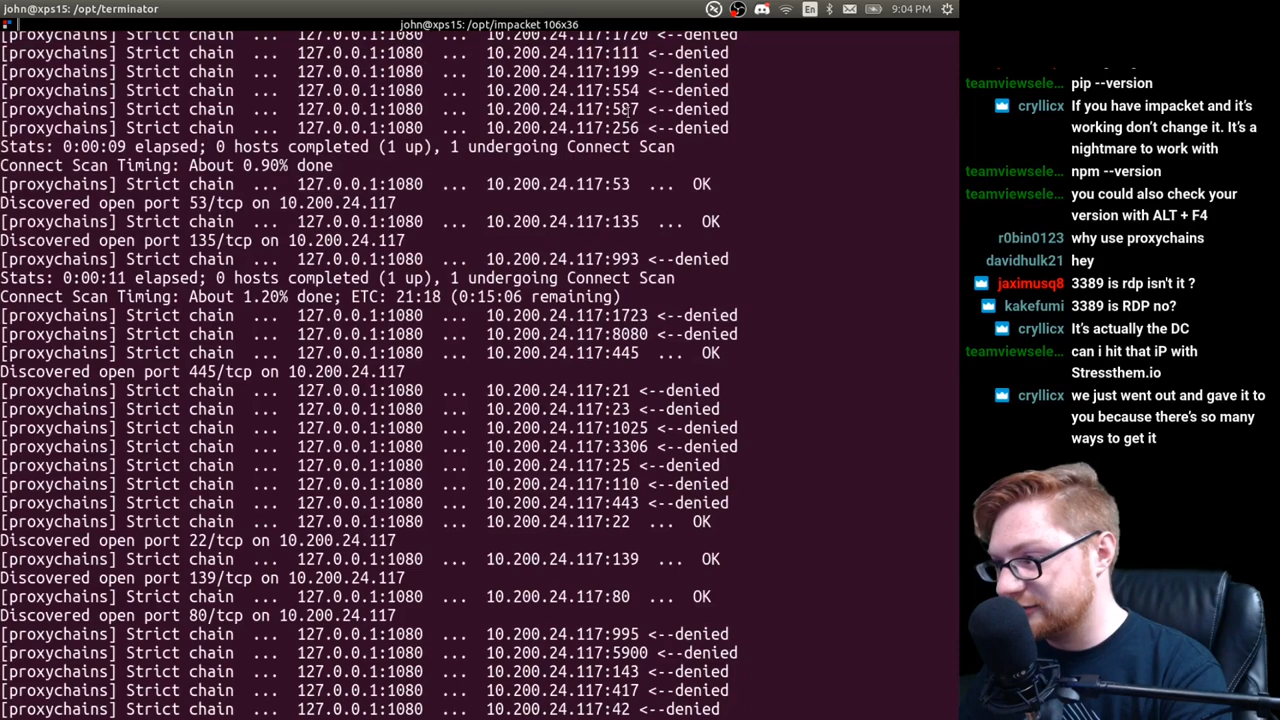 john@xps15: /opt/terminator
En
9:04 PM
john@xps15: /opt/impacket 106x36
[proxychains] Strict chain  ...  127.0.0.1:1080  ...  10.200.24.117:1720 <--denied
[proxychains] Strict chain  ...  127.0.0.1:1080  ...  10.200.24.117:111 <--denied
[proxychains] Strict chain  ...  127.0.0.1:1080  ...  10.200.24.117:199 <--denied
[proxychains] Strict chain  ...  127.0.0.1:1080  ...  10.200.24.117:554 <--denied
[proxychains] Strict chain  ...  127.0.0.1:1080  ...  10.200.24.117:587 <--denied
[proxychains] Strict chain  ...  127.0.0.1:1080  ...  10.200.24.117:256 <--denied
Stats: 0:00:09 elapsed; 0 hosts completed (1 up), 1 undergoing Connect Scan
Connect Scan Timing: About 0.90% done
[proxychains] Strict chain  ...  127.0.0.1:1080  ...  10.200.24.117:53  ...  OK
Discovered open port 53/tcp on 10.200.24.117
[proxychains] Strict chain  ...  127.0.0.1:1080  ...  10.200.24.117:135  ...  OK
Discovered open port 135/tcp on 10.200.24.117
[proxychains] Strict chain  ...  127.0.0.1:1080  ...  10.200.24.117:993 <--denied
Stats: 0:00:11 elapsed; 0 hosts completed (1 up), 1 undergoing Connect Scan
Connect Scan Timing: About 1.20% done; ETC: 21:18 (0:15:06 remaining)
[proxychains] Strict chain  ...  127.0.0.1:1080  ...  10.200.24.117:1723 <--denied
[proxychains] Strict chain  ...  127.0.0.1:1080  ...  10.200.24.117:8080 <--denied
[proxychains] Strict chain  ...  127.0.0.1:1080  ...  10.200.24.117:445  ...  OK
Discovered open port 445/tcp on 10.200.24.117
[proxychains] Strict chain  ...  127.0.0.1:1080  ...  10.200.24.117:21 <--denied
[proxychains] Strict chain  ...  127.0.0.1:1080  ...  10.200.24.117:23 <--denied
[proxychains] Strict chain  ...  127.0.0.1:1080  ...  10.200.24.117:1025 <--denied
[proxychains] Strict chain  ...  127.0.0.1:1080  ...  10.200.24.117:3306 <--denied
[proxychains] Strict chain  ...  127.0.0.1:1080  ...  10.200.24.117:25 <--denied
[proxychains] Strict chain  ...  127.0.0.1:1080  ...  10.200.24.117:110 <--denied
[proxychains] Strict chain  ...  127.0.0.1:1080  ...  10.200.24.117:443 <--denied
[proxychains] Strict chain  ...  127.0.0.1:1080  ...  10.200.24.117:22  ...  OK
Discovered open port 22/tcp on 10.200.24.117
[proxychains] Strict chain  ...  127.0.0.1:1080  ...  10.200.24.117:139  ...  OK
Discovered open port 139/tcp on 10.200.24.117
[proxychains] Strict chain  ...  127.0.0.1:1080  ...  10.200.24.117:80  ...  OK
Discovered open port 80/tcp on 10.200.24.117
[proxychains] Strict chain  ...  127.0.0.1:1080  ...  10.200.24.117:995 <--denied
[proxychains] Strict chain  ...  127.0.0.1:1080  ...  10.200.24.117:5900 <--denied
[proxychains] Strict chain  ...  127.0.0.1:1080  ...  10.200.24.117:143 <--denied
[proxychains] Strict chain  ...  127.0.0.1:1080  ...  10.200.24.117:417 <--denied
[proxychains] Strict chain  ...  127.0.0.1:1080  ...  10.200.24.117:42 <--denied
teamviewsele... pip --version
cryllicx If you have impacket and it's
working don't change it. It's a
nightmare to work with
teamviewsele... npm --version
teamviewsele... you could also check your
version with ALT + F4
r0bin0123 why use proxychains
davidhulk21 hey
jaximusq8 3389 is rdp isn't it ?
kakefumi 3389 is RDP no?
cryllicx It's actually the DC
teamviewsele... can i hit that iP with
Stressthem.io
cryllicx we just went out and gave it to
you because there's so many
ways to get it